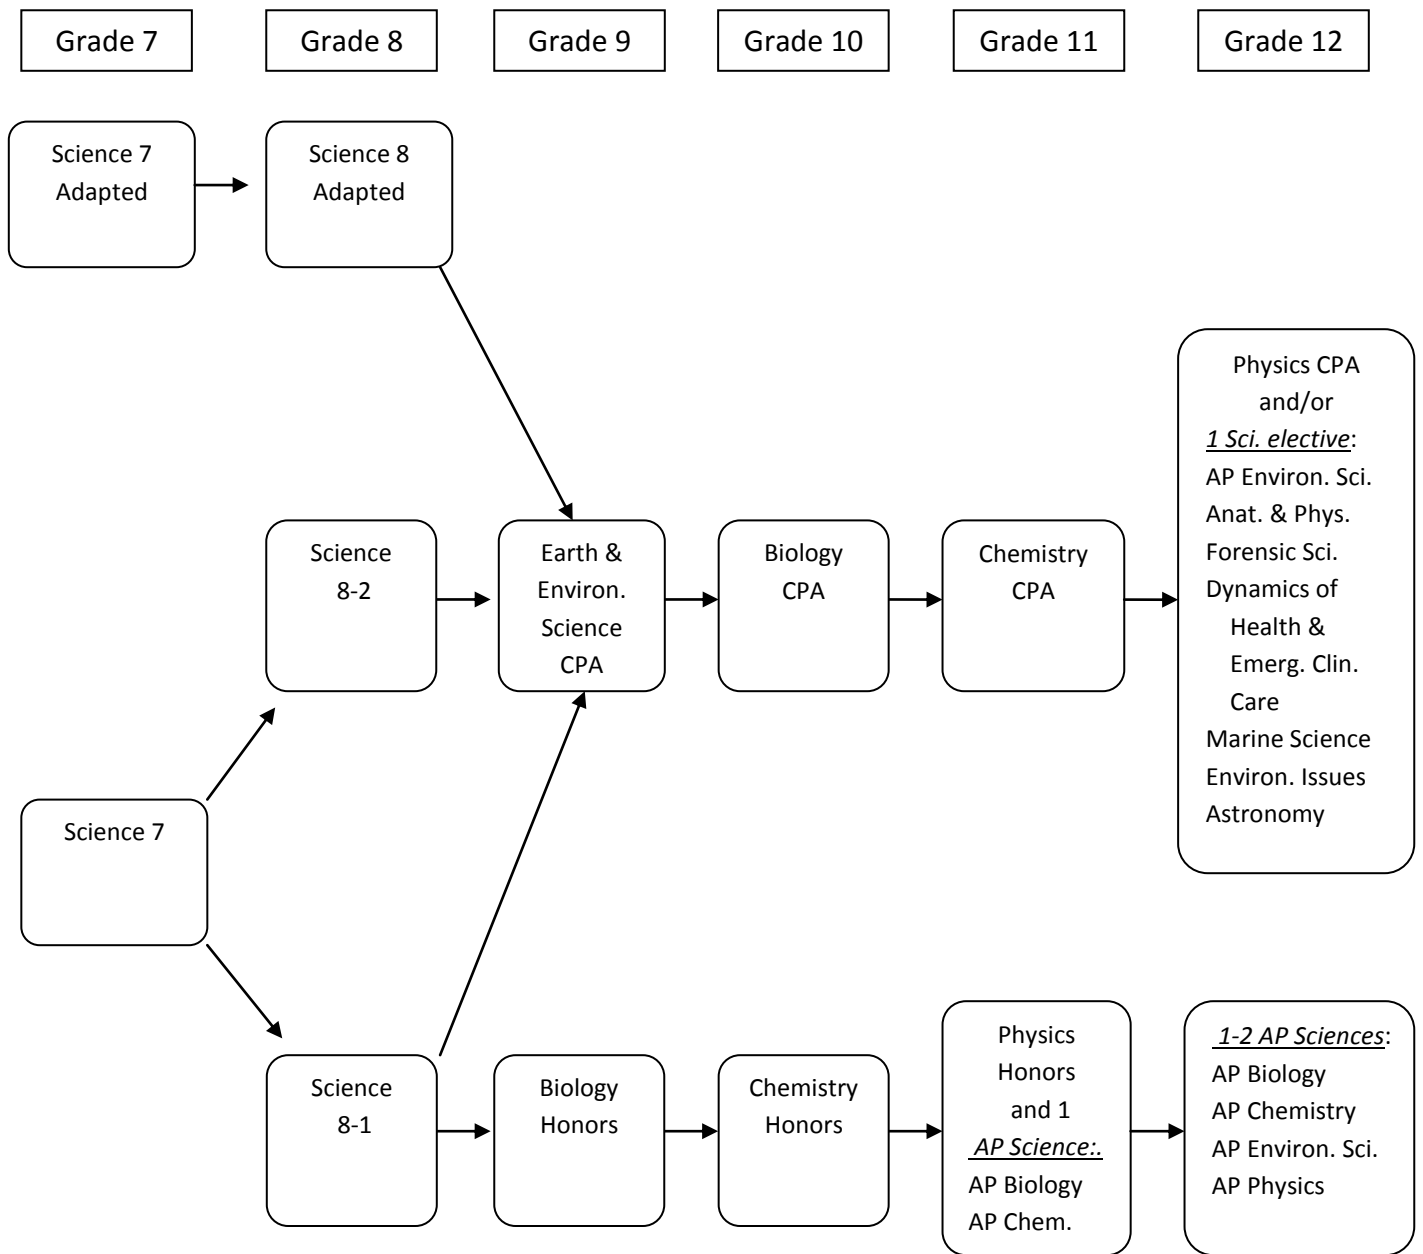 Grade 7
Grade 8
Grade 9
Grade 10
Grade 11
Grade 12
Science 7
Adapted
Science 8
Adapted
Science
8-2
Earth &
Environ.
Science
CPA
Biology
CPA
Chemistry
CPA
Physics CPA
and/or
1 Sci. elective:
AP Environ. Sci.
Anat. & Phys.
Forensic Sci.
Dynamics of
Health &
Emerg. Clin.
Care
Marine Science
Environ. Issues
Astronomy
Science 7
Science
8-1
Biology
Honors
Chemistry
Honors
Physics
Honors
and 1
AP Science:.
AP Biology
AP Chem.
1-2 AP Sciences:
AP Biology
AP Chemistry
AP Environ. Sci.
AP Physics